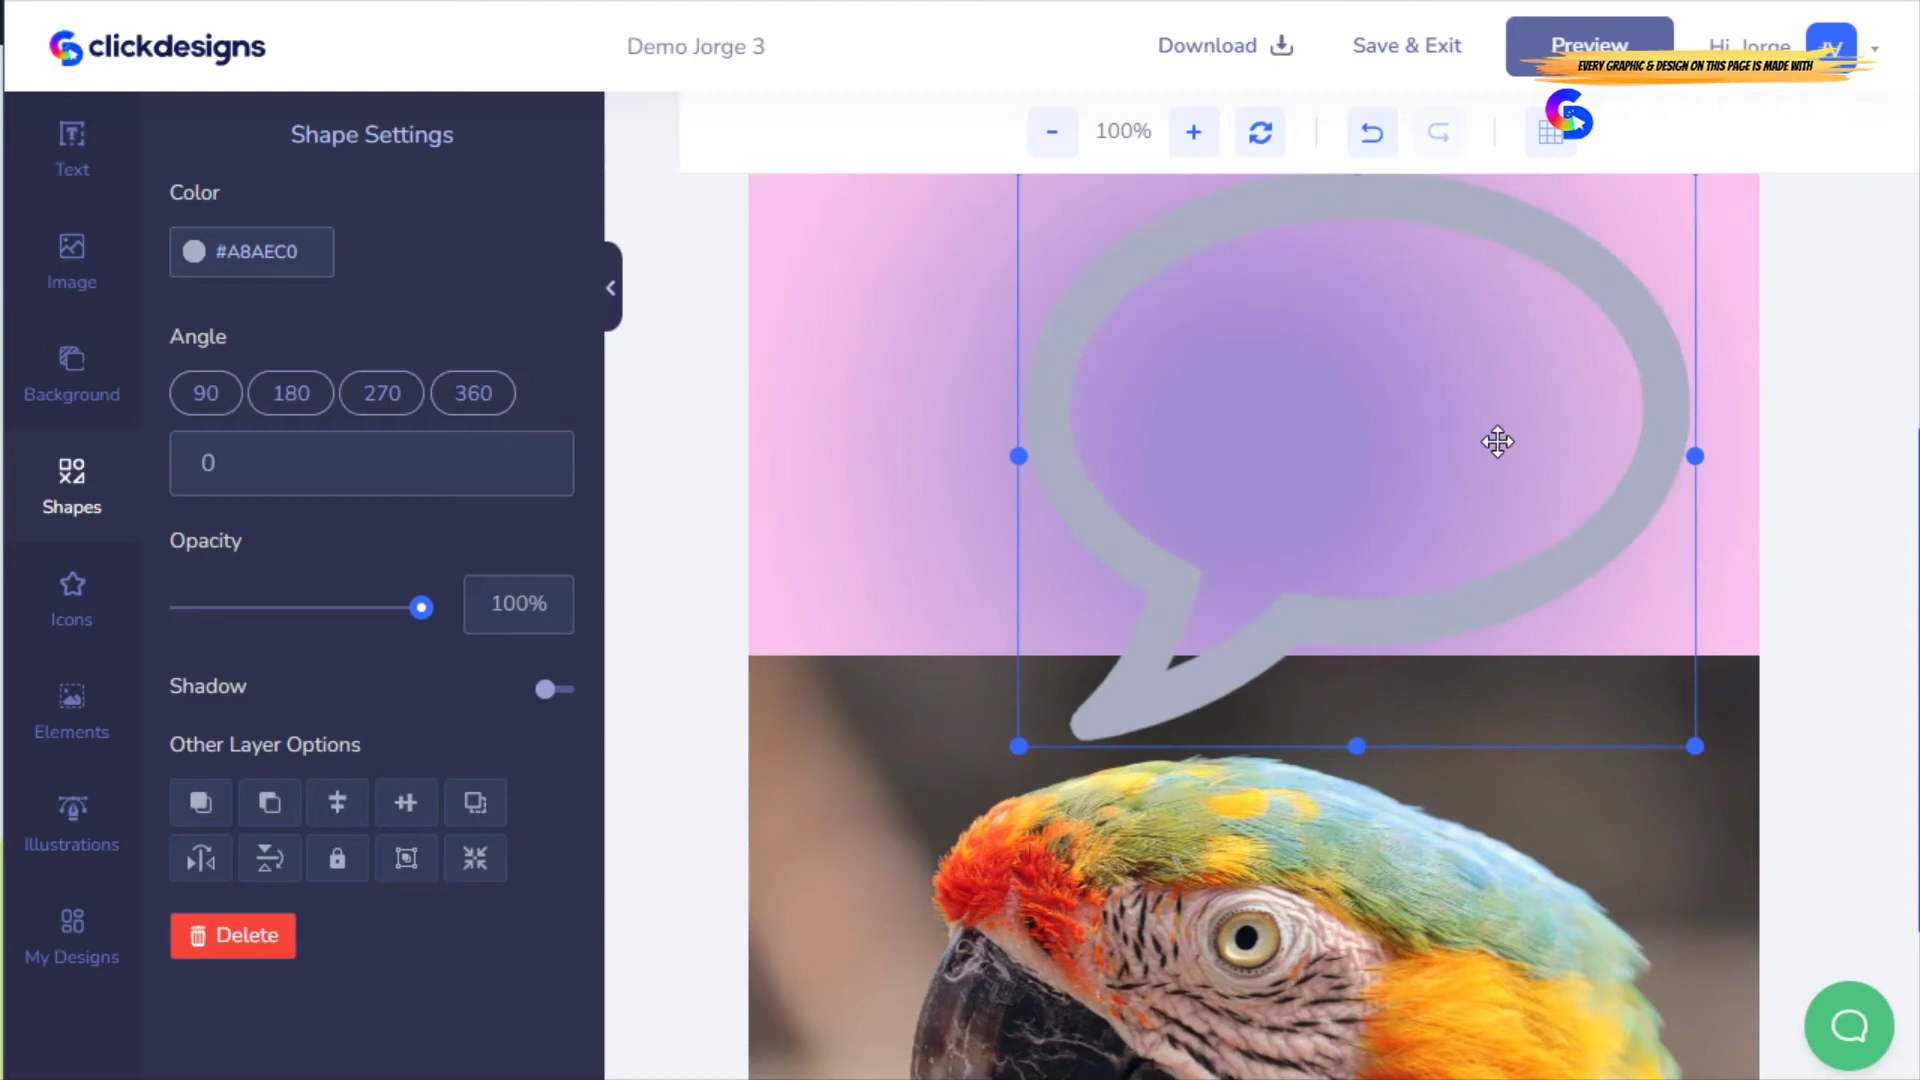 clickdesigns
Demo Jorge 3
Download
Save & Exit
Preview
Hi, Jorge
EVERY GRAPHIC & DESIGN ON THIS PAGE IS MADE WITH
- 100% +
Text
Image
Background
Shapes
Icons
Elements
Illustrations
My Designs
Shape Settings
Color
#A8AEC0
Angle
90 180 270 360
0
Opacity
100%
Shadow
Other Layer Options
Delete